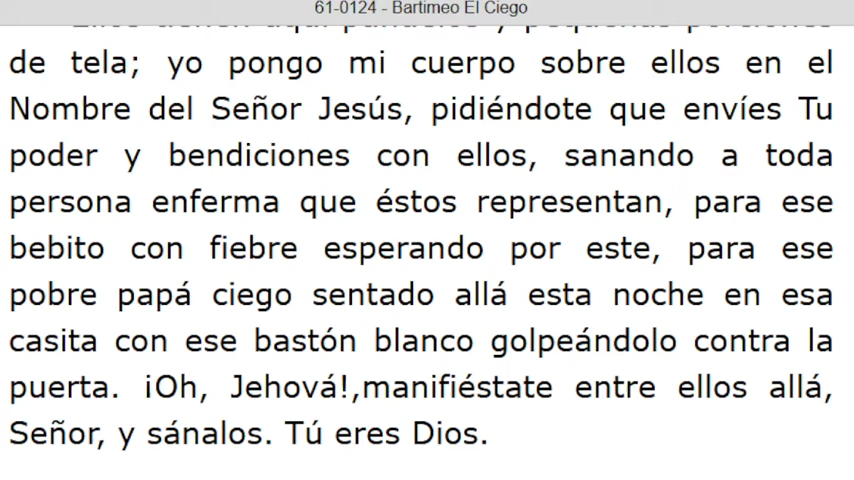 61-0124 - Bartimeo El Ciego
de tela; yo pongo mi cuerpo sobre ellos en el
Nombre del Señor Jesús, pidiéndote que envíes Tu
poder y bendiciones con ellos, sanando a toda
persona enferma que éstos representan, para ese
bebito con fiebre esperando por este, para ese
pobre papá ciego sentado allá esta noche en esa
casita con ese bastón blanco golpeándolo contra la
puerta. ¡Oh, Jehová!,manifiéstate entre ellos allá,
Señor, y sánalos. Tú eres Dios.